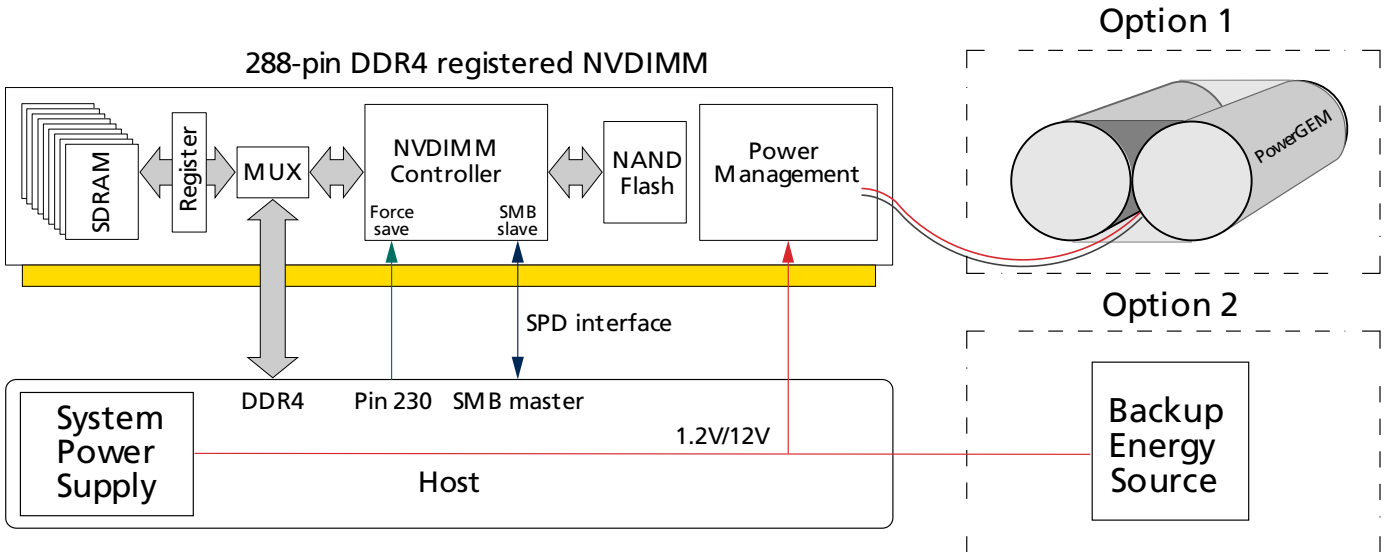 Option 1
288-pin DDR4 registered NVDIMM
SDRAM
Register
MUX
NVDIMM
Controller
Force
save
SMB
slave
NAND
Flash
Power
Management
PowerGEM
Option 2
SPD interface
DDR4
Pin 230
SMB master
System
Power
Supply
1.2V/12V
Host
Backup
Energy
Source